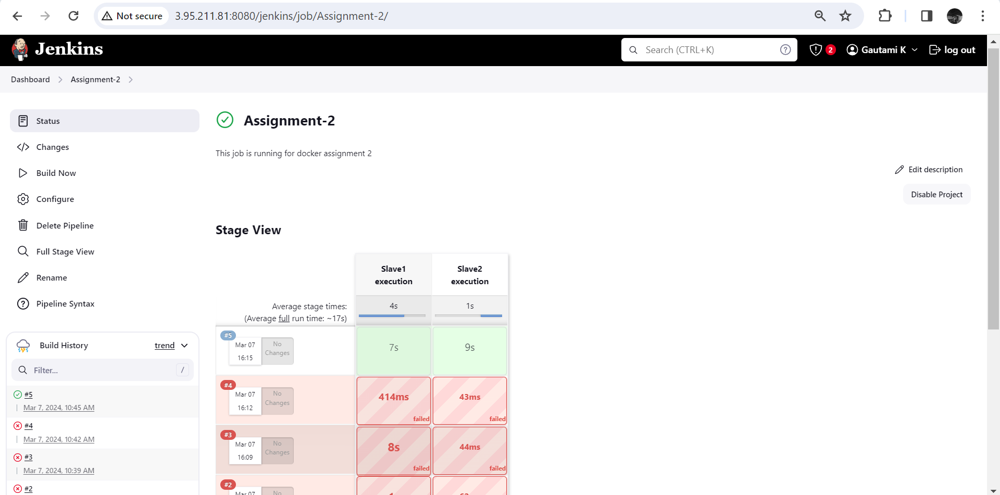 Not secure 3.95.211.81:8080/jenkins/job/Assignment-2/
Jenkins
Search (CTRL+K)
2
Gautami K
log out
Dashboard
Assignment-2
Status
Changes
Build Now
Configure
Delete Pipeline
Full Stage View
Rename
Pipeline Syntax
Build History
trend
Filter...
/
#5
Mar 7, 2024, 10:45 AM
#4
Mar 7, 2024, 10:42 AM
#3
Mar 7, 2024, 10:39 AM
#2
Assignment-2
This job is running for docker assignment 2
Edit description
Disable Project
Stage View
Slave1
execution
Slave2
execution
Average stage times:
(Average full run time: ~17s)
4s
1s
#5
Mar 07
16:15
No
Changes
7s
9s
#4
Mar 07
16:12
No
Changes
414ms
failed
43ms
failed
#3
Mar 07
16:09
No
Changes
8s
failed
44ms
failed
#2
Mar 07
No